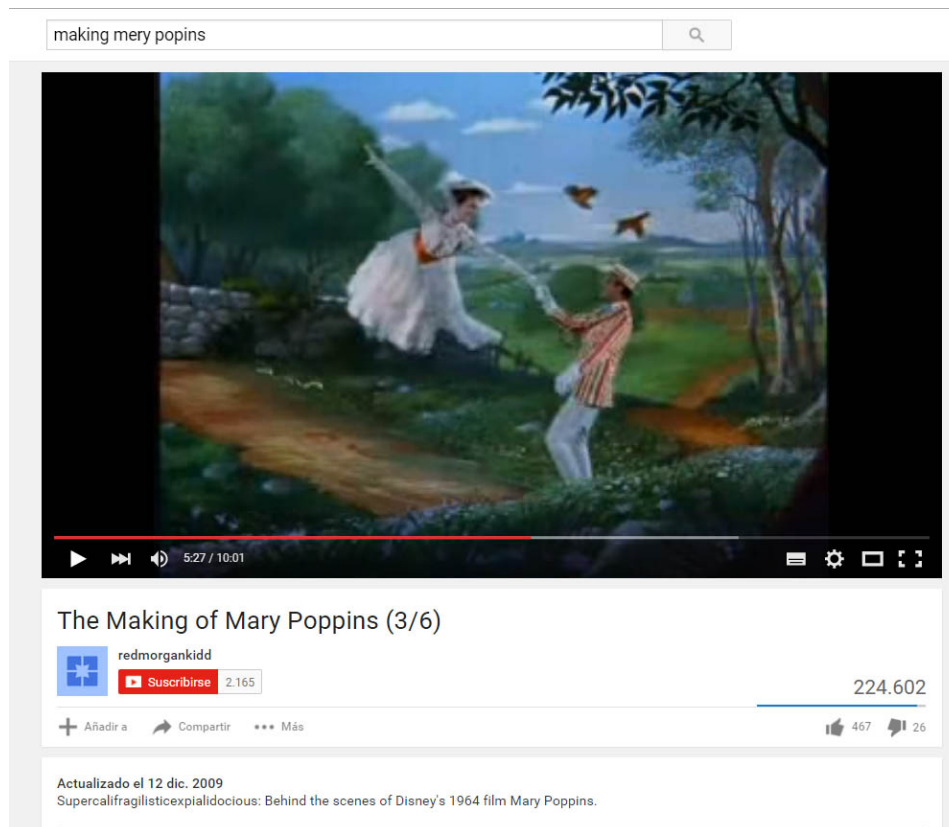 making mery popins
5:27 / 10:01
The Making of Mary Poppins (3/6)
redmorgankidd
Suscribirse 2.165
224.602
Añadir a Compartir Más 467 26
Actualizado el 12 dic. 2009
Supercalifragilisticexpialidocious: Behind the scenes of Disney's 1964 film Mary Poppins.